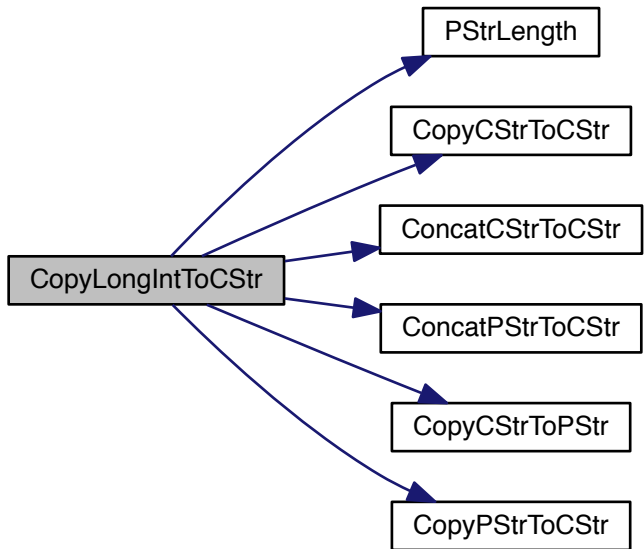 PStrLength
CopyCStrToCStr
ConcatCStrToCStr
CopyLongIntToCStr
ConcatPStrToCStr
CopyCStrToPStr
CopyPStrToCStr